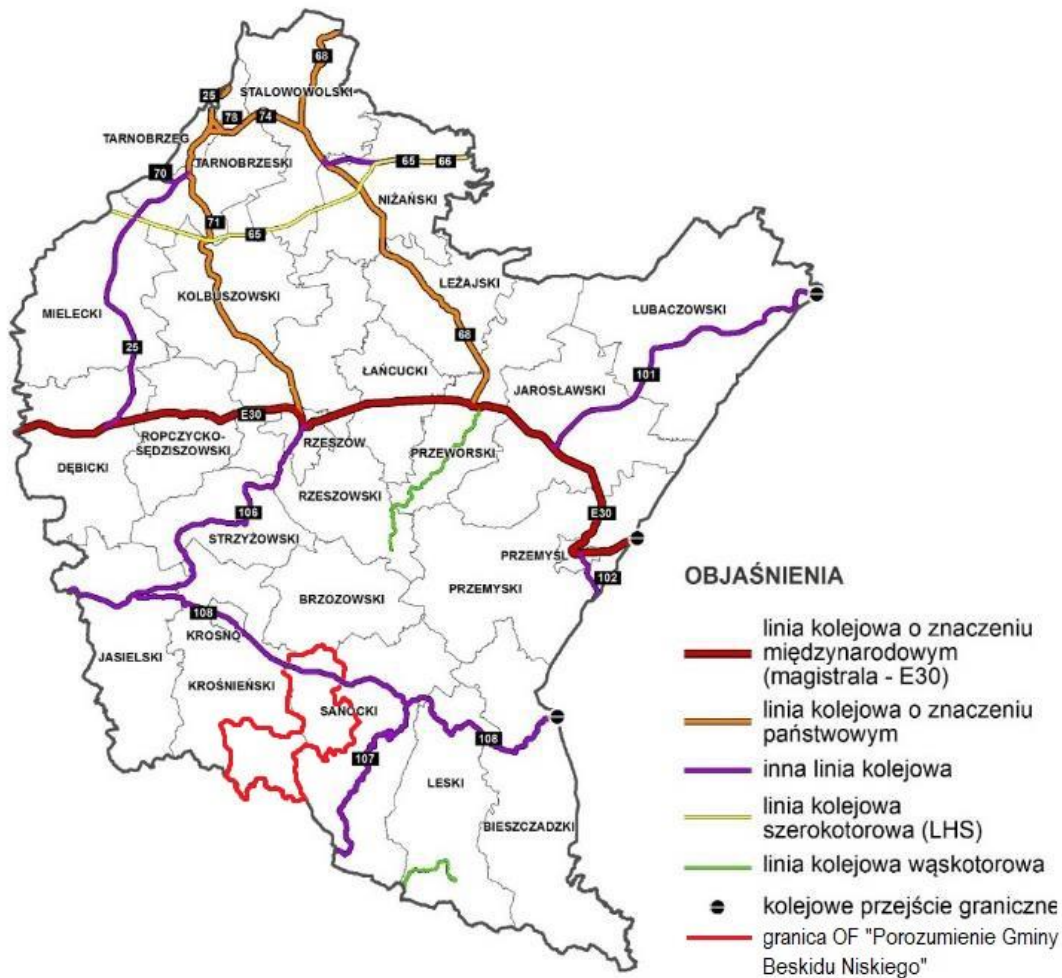 68
25
STALOWOWOLSKI
78
74
TARNOBRZEG
65
66
70
TARNOBRZESKI
NIŻAŃSKI
71
65
LEŻAJSKI
KOLBUSZOWSKI
LUBACZOWSKI
MIELECKI
68
25
ŁAŃCUCKI
101
JAROSŁAWSKI
E30
ROPCZYCKO-
SĘDZISZOWSKI
RZESZÓW
PRZEWORSKI
DĘBICKI
RZESZOWSKI
106
E30
STRZYŻOWSKI
PRZEMYŚL
102
PRZEMYSKI
BRZOZOWSKI
108
KROSNO
JASIELSKI
KROŚNIEŃSKI
SANOCKI
108
107
LESKI
BIESZCZADZKI
OBJAŚNIENIA
linia kolejowa o znaczeniu
międzynarodowym
(magistrala - E30)
linia kolejowa o znaczeniu
państwowym
inna linia kolejowa
linia kolejowa
szerokotorowa (LHS)
linia kolejowa wąskotorowa
kolejowe przejście graniczne
granica OF "Porozumienie Gminy
Beskidu Niskiego"